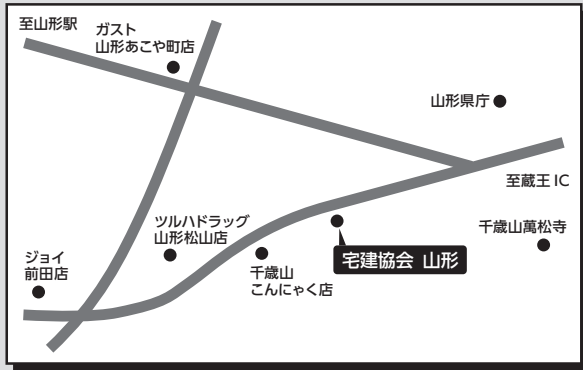 至山形駅
ガスト
山形あこや町店
山形県庁
至蔵王 IC
千歳山萬松寺
ツルハドラッグ
山形松山店
ジョイ
前田店
千歳山
こんにゃく店
宅建協会 山形